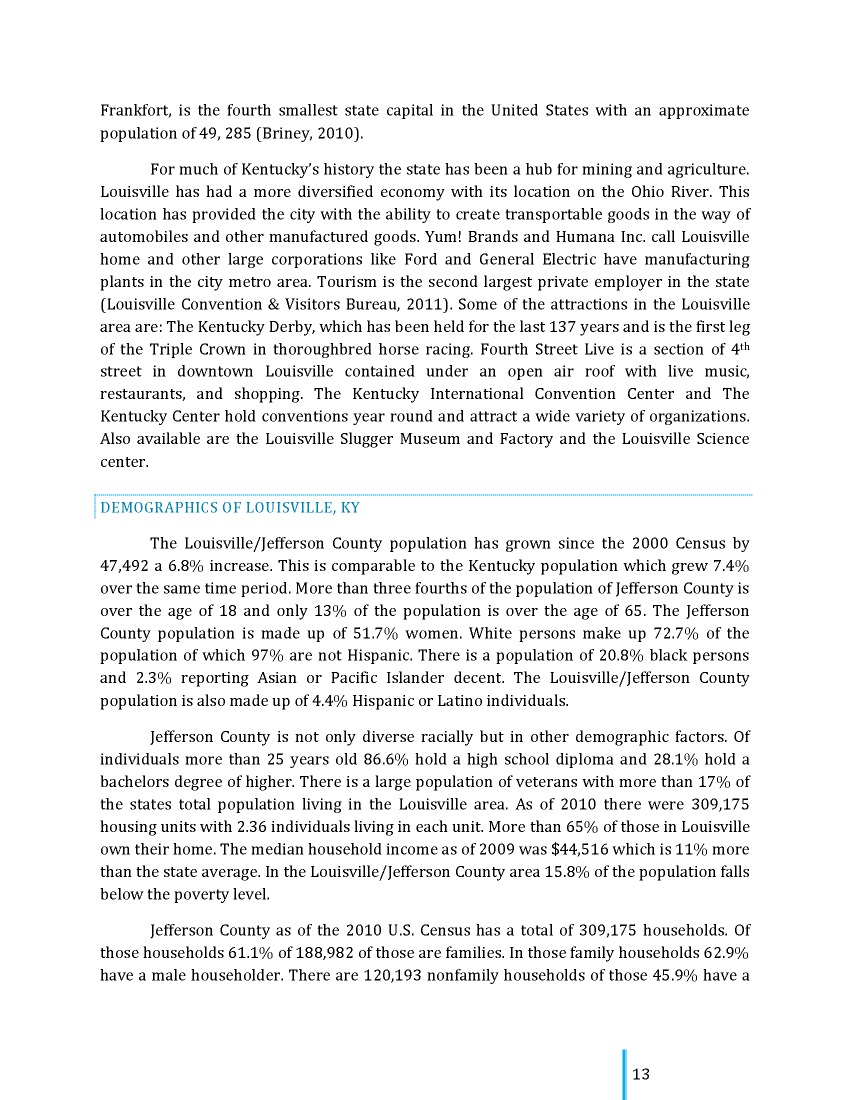 Frankfort, is the fourth smallest state capital in the United States with an approximate
population of 49, 285 (Briney, 2010).
For much of Kentucky’s history the state has been a hub for mining and agriculture.
Louisville has had a more diversified economy with its location on the Ohio River. This
location has provided the city with the ability to create transportable goods in the way of
automobiles and other manufactured goods. Yum! Brands and Humana Inc. call Louisville
home and other large corporations like Ford and General Electric have manufacturing
plants in the city metro area. Tourism is the second largest private employer in the state
(Louisville Convention & Visitors Bureau, 2011). Some of the attractions in the Louisville
area are: The Kentucky Derby, which has been held for the last 137 years and is the first leg
of the Triple Crown in thoroughbred horse racing. Fourth Street Live is a section of 4th
street in downtown Louisville contained under an open air roof with live music,
restaurants, and shopping. The Kentucky International Convention Center and The
Kentucky Center hold conventions year round and attract a wide variety of organizations.
Also available are the Louisville Slugger Museum and Factory and the Louisville Science
center.
DEMOGRAPHICS OF LOUISVILLE, KY
The Louisville/Jefferson County population has grown since the 2000 Census by
47,492 a 6.8% increase. This is comparable to the Kentucky population which grew 7.4%
over the same time period. More than three fourths of the population of Jefferson County is
over the age of 18 and only 13% of the population is over the age of 65. The Jefferson
County population is made up of 51.7% women. White persons make up 72.7% of the
population of which 97% are not Hispanic. There is a population of 20.8% black persons
and 2.3% reporting Asian or Pacific Islander decent. The Louisville/Jefferson County
population is also made up of 4.4% Hispanic or Latino individuals.
Jefferson County is not only diverse racially but in other demographic factors. Of
individuals more than 25 years old 86.6% hold a high school diploma and 28.1% hold a
bachelors degree of higher. There is a large population of veterans with more than 17% of
the states total population living in the Louisville area. As of 2010 there were 309,175
housing units with 2.36 individuals living in each unit. More than 65% of those in Louisville
own their home. The median household income as of 2009 was $44,516 which is 11% more
than the state average. In the Louisville/Jefferson County area 15.8% of the population falls
below the poverty level.
Jefferson County as of the 2010 U.S. Census has a total of 309,175 households. Of
those households 61.1% of 188,982 of those are families. In those family households 62.9%
have a male householder. There are 120,193 nonfamily households of those 45.9% have a
13